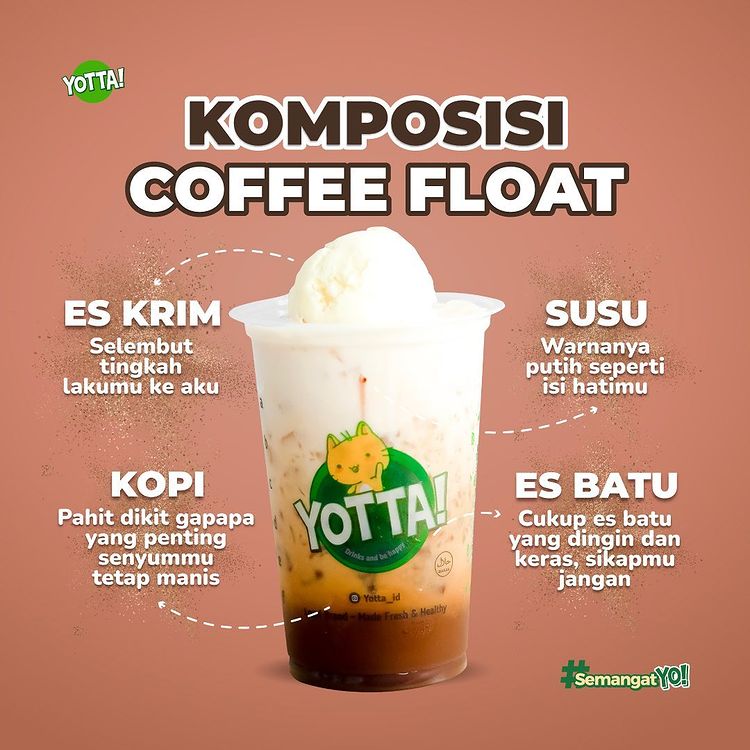 YOTTA!
KOMPOSISI
COFFEE FLOAT
ES KRIM
Selembut
tingkah
lakumu ke aku
SUSU
Warnanya
putih seperti
isi hatimu
KOPI
Pahit dikit gapapa
yang penting
senyummu
tetap manis
ES BATU
Cukup es batu
yang dingin dan
keras, sikapmu
jangan
YOTTA!
Drinks and be happy
حلال
Yotta_id
- Made Fresh & Healthy
#SemangatYO!